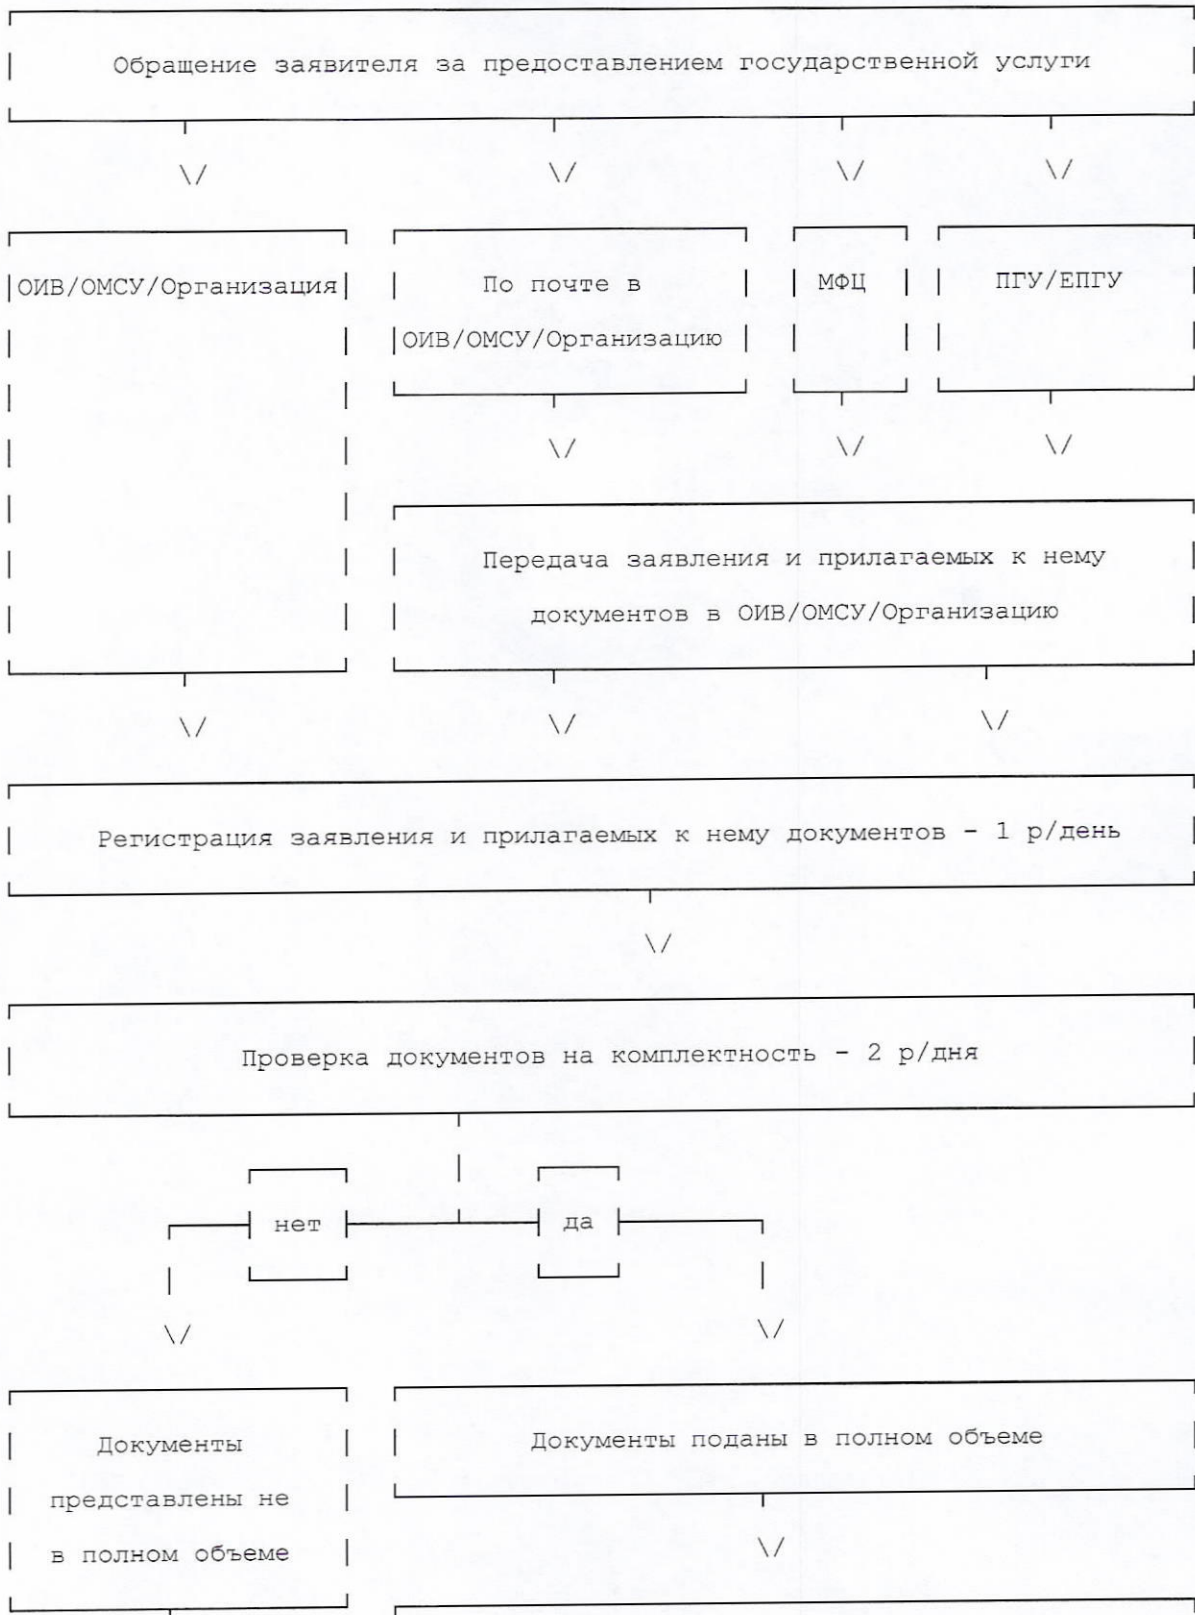 Обращение заявителя за предоставлением государственной услуги
ОИВ/ОМСУ/Организация
По почте в
ОИВ/ОМСУ/Организацию
МФЦ
ПГУ/ЕПГУ
Передача заявления и прилагаемых к нему
документов в ОИВ/ОМСУ/Организацию
Регистрация заявления и прилагаемых к нему документов - 1 р/день
Проверка документов на комплектность - 2 р/дня
нет
да
Документы
представлены не
в полном объеме
Документы поданы в полном объеме